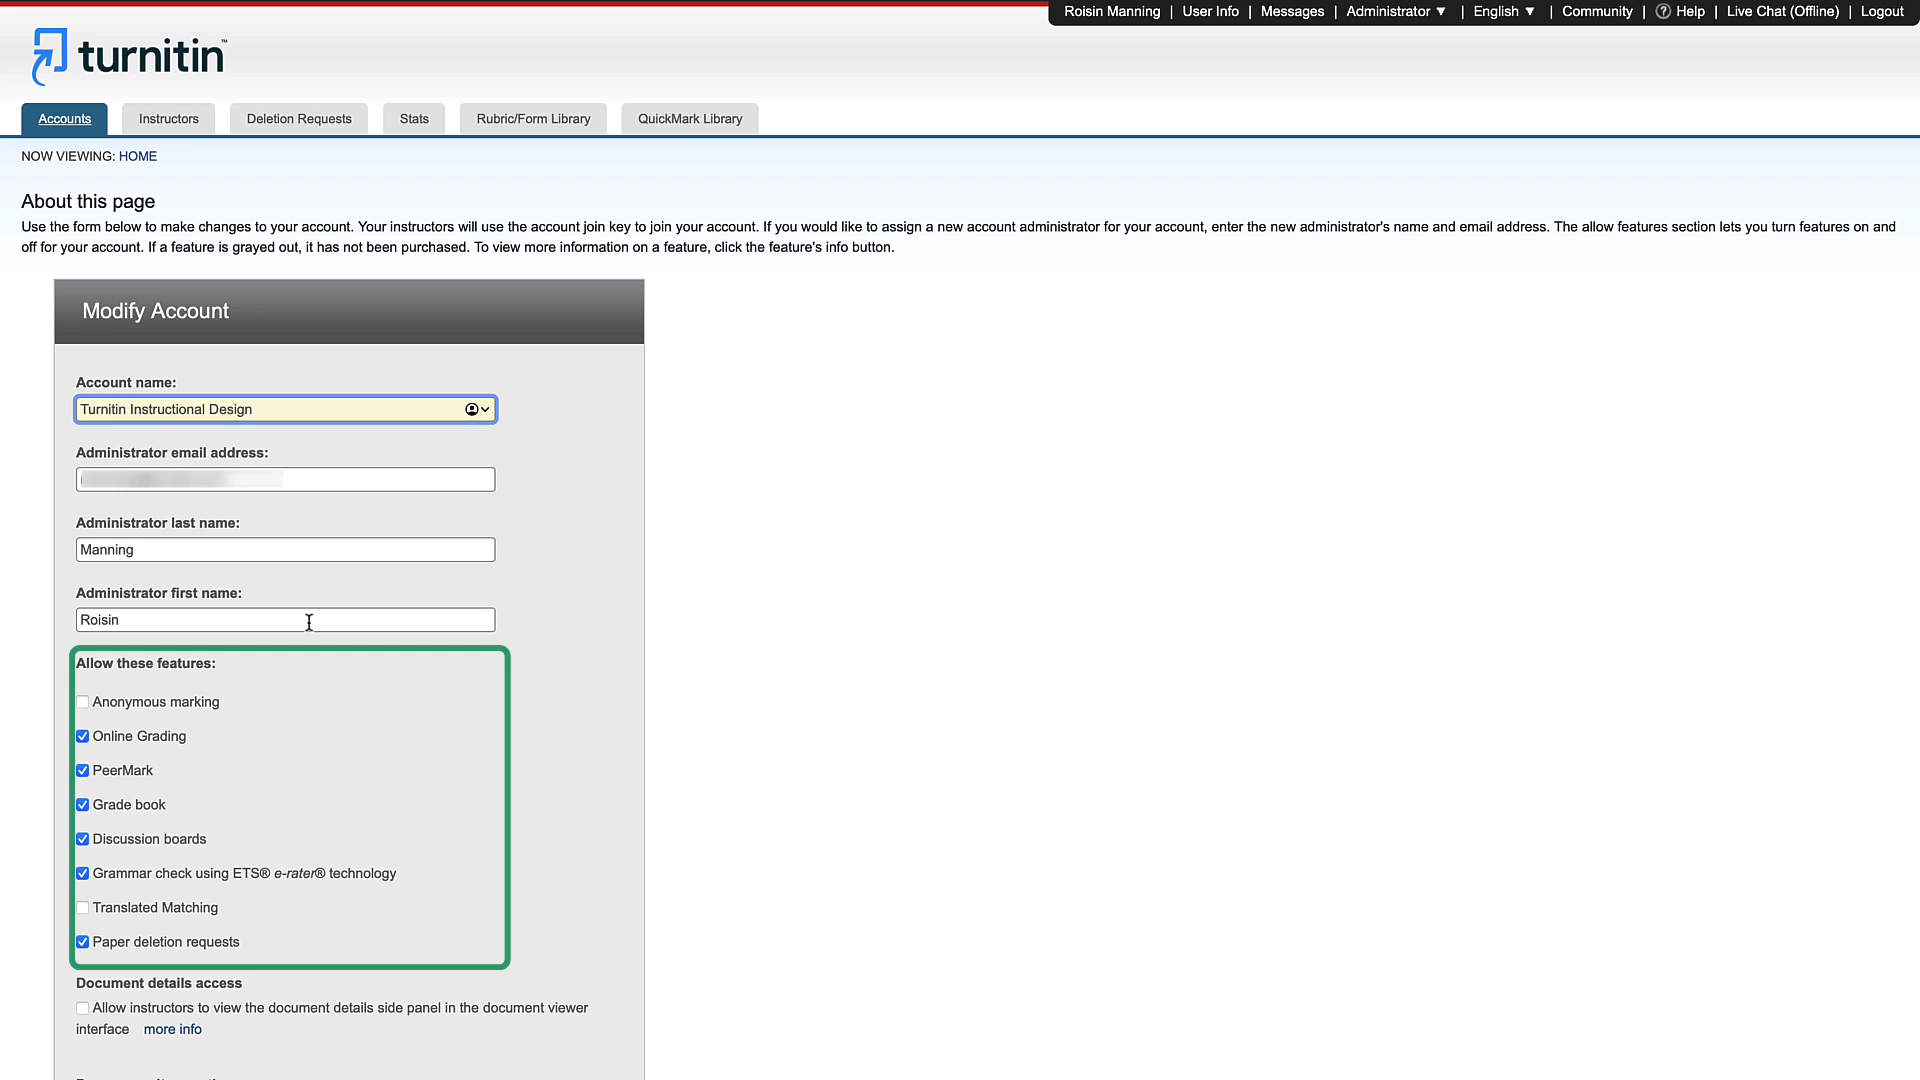 Roisin Manning | User Info | Messages | Administrator ▼ | English ▼ | Community | ? Help | Live Chat (Offline) | Logout
turnitin™
Accounts Instructors Deletion Requests Stats Rubric/Form Library QuickMark Library
NOW VIEWING: HOME
About this page
Use the form below to make changes to your account. Your instructors will use the account join key to join your account. If you would like to assign a new account administrator for your account, enter the new administrator's name and email address. The allow features section lets you turn features on and
off for your account. If a feature is grayed out, it has not been purchased. To view more information on a feature, click the feature's info button.
Modify Account
Account name:
Turnitin Instructional Design
Administrator email address:
Administrator last name:
Manning
Administrator first name:
Roisin
Allow these features:
Anonymous marking
Online Grading
PeerMark
Grade book
Discussion boards
Grammar check using ETS® e-rater® technology
Translated Matching
Paper deletion requests
Document details access
Allow instructors to view the document details side panel in the document viewer
interface more info